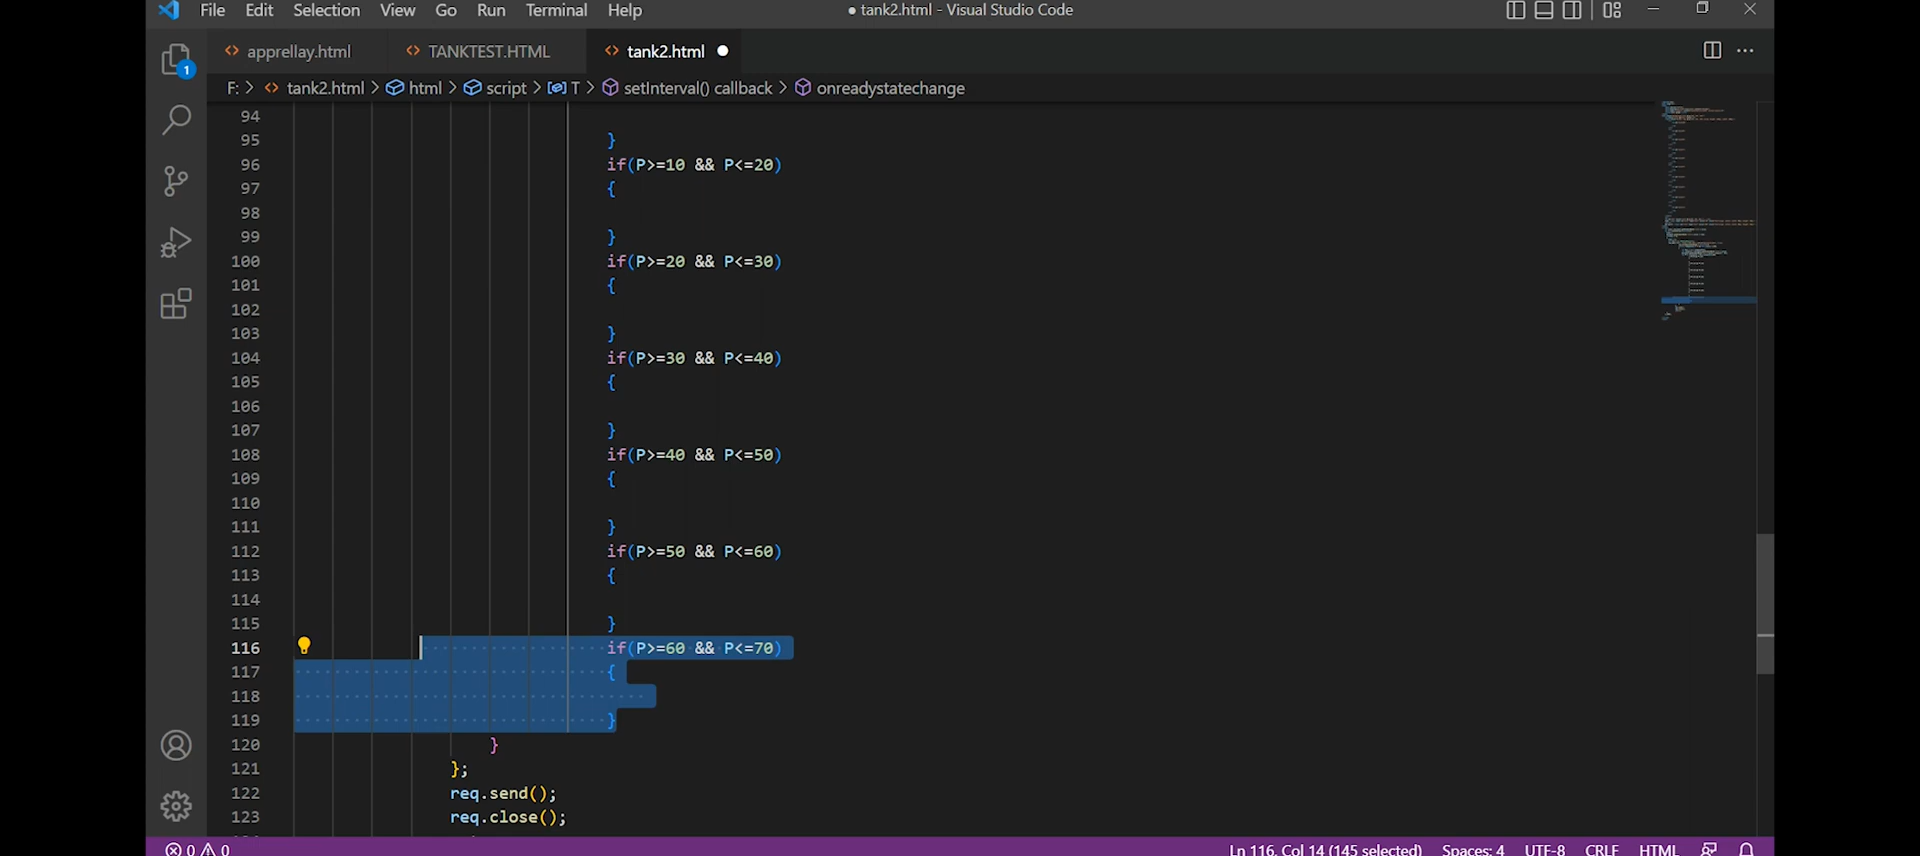 File Edit Selection View Go Run Terminal Help ● tank2.html - Visual Studio Code
<> apprellay.html <> TANKTEST.HTML <> tank2.html ●
F: > <> tank2.html > html > script > T > setInterval() callback > onreadystatechange
1
94
95 }
96 if(P>=10 && P<=20)
97 {
98
99 }
100 if(P>=20 && P<=30)
101 {
102
103 }
104 if(P>=30 && P<=40)
105 {
106
107 }
108 if(P>=40 && P<=50)
109 {
110
111 }
112 if(P>=50 && P<=60)
113 {
114
115 }
116 if(P>=60 && P<=70)
117 {
118
119 }
120 }
121 };
122 req.send();
123 req.close();
0 0 Ln 116, Col 14 (145 selected) Spaces: 4 UTF-8 CRLF HTML